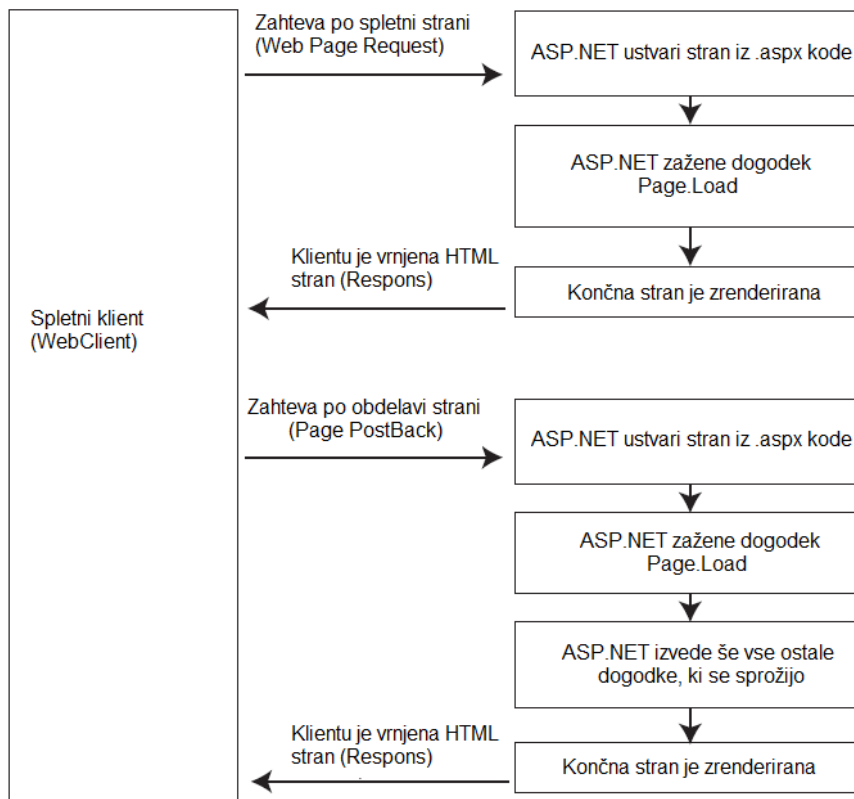 Zahteva po spletni strani
(Web Page Request)
ASP.NET ustvari stran iz .aspx kode
ASP.NET zažene dogodek
Page.Load
Klientu je vrnjena HTML
stran (Respons)
Končna stran je zrenderirana
Spletni klient
(WebClient)
Zahteva po obdelavi strani
(Page PostBack)
ASP.NET ustvari stran iz .aspx kode
ASP.NET zažene dogodek
Page.Load
ASP.NET izvede še vse ostale
dogodke, ki se sprožijo
Klientu je vrnjena HTML
stran (Respons)
Končna stran je zrenderirana